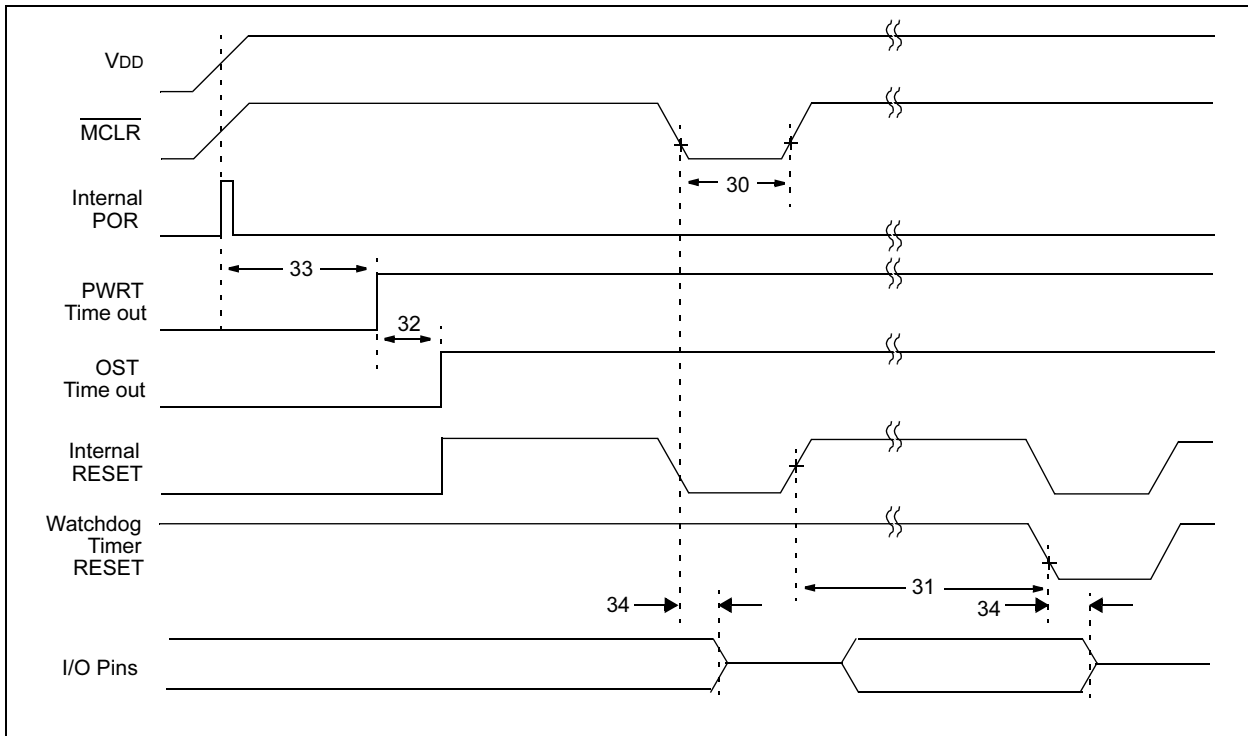 VDD
MCLR
30
Internal
POR
33
PWRT
Time out
32
OST
Time out
Internal
RESET
Watchdog
Timer
RESET
31
34
34
I/O Pins